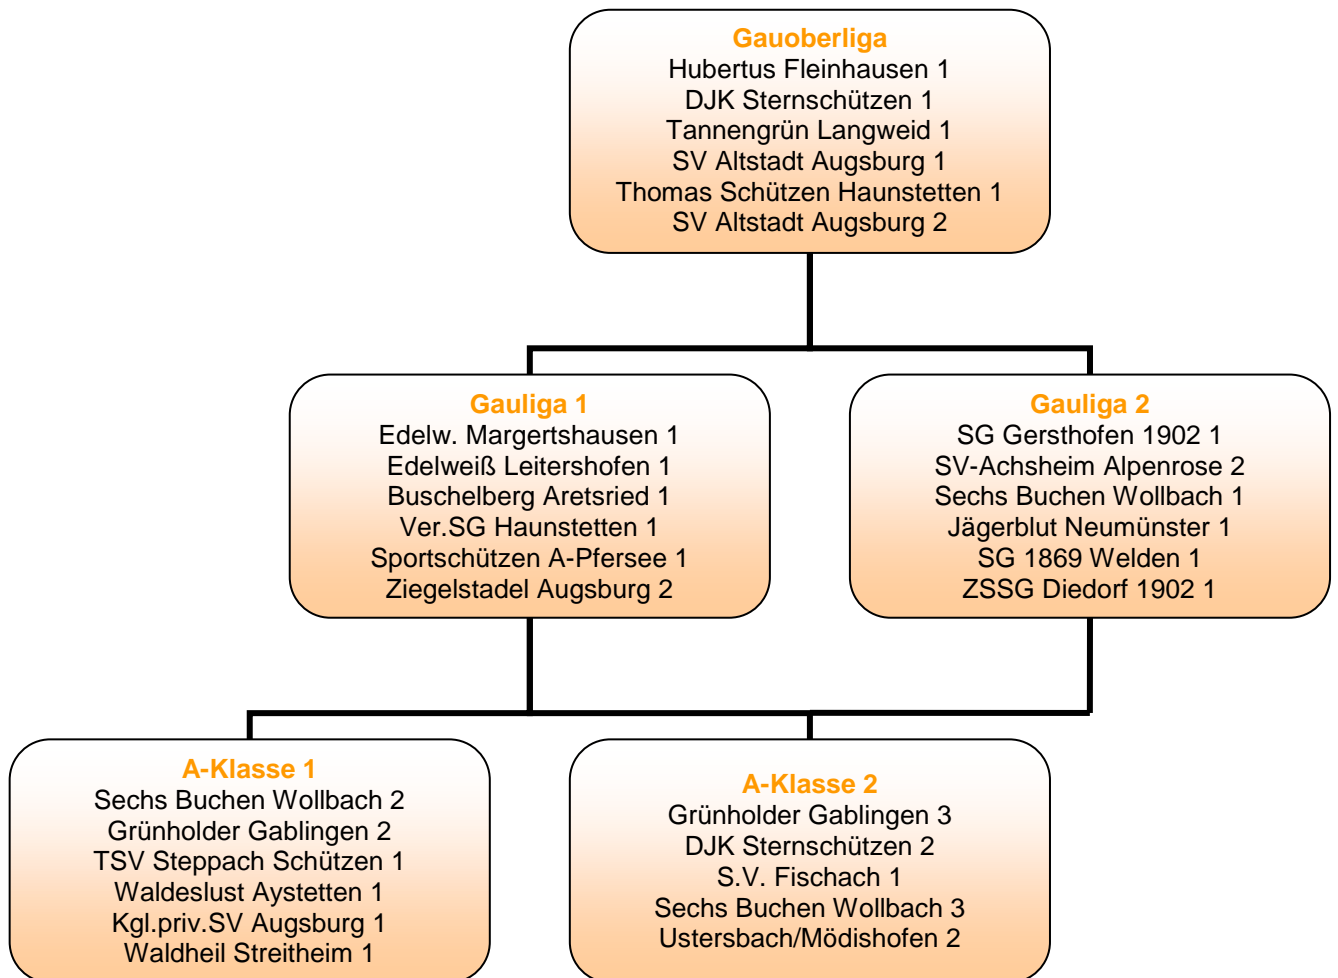 Gauoberliga
Hubertus Fleinhausen 1
DJK Sternschützen 1
Tannengrün Langweid 1
SV Altstadt Augsburg 1
Thomas Schützen Haunstetten 1
SV Altstadt Augsburg 2
Gauliga 1
Edelw. Margertshausen 1
Edelweiß Leitershofen 1
Buschelberg Aretsried 1
Ver.SG Haunstetten 1
Sportschützen A-Pfersee 1
Ziegelstadel Augsburg 2
Gauliga 2
SG Gersthofen 1902 1
SV-Achsheim Alpenrose 2
Sechs Buchen Wollbach 1
Jägerblut Neumünster 1
SG 1869 Welden 1
ZSSG Diedorf 1902 1
A-Klasse 1
Sechs Buchen Wollbach 2
Grünholder Gablingen 2
TSV Steppach Schützen 1
Waldeslust Aystetten 1
Kgl.priv.SV Augsburg 1
Waldheil Streitheim 1
A-Klasse 2
Grünholder Gablingen 3
DJK Sternschützen 2
S.V. Fischach 1
Sechs Buchen Wollbach 3
Ustersbach/Mödishofen 2